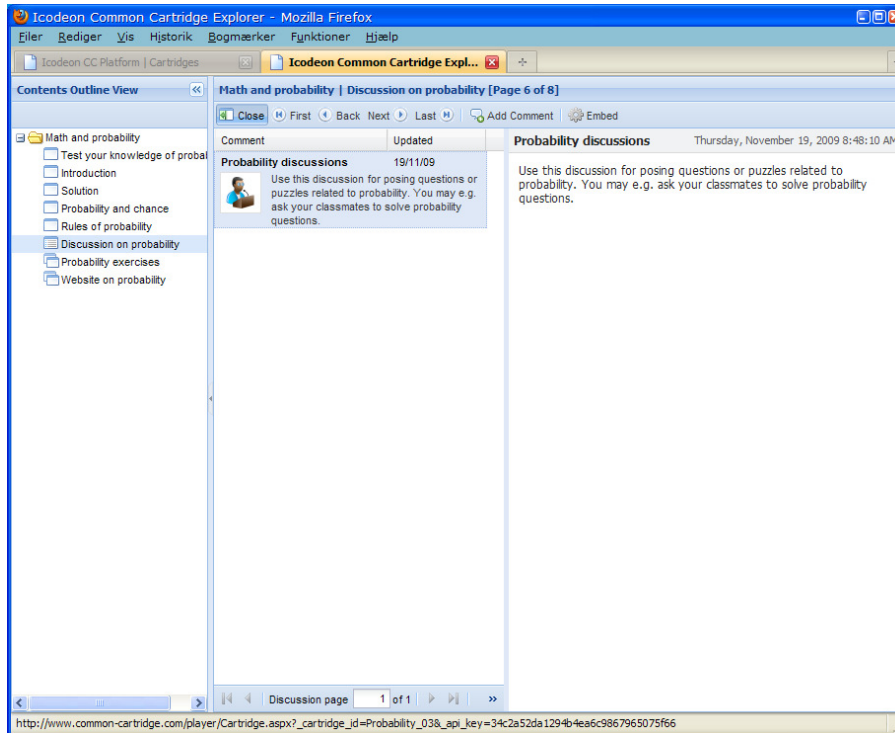 Icodeon Common Cartridge Explorer - Mozilla Firefox
Filer Rediger Vis Historik Bogmærker Funktioner Hjælp
Icodeon CC Platform | Cartridges
Icodeon Common Cartridge Expl...
Contents Outline View
Math and probability | Discussion on probability [Page 6 of 8]
Close First Back Next Last Add Comment Embed
Math and probability
Test your knowledge of probal
Introduction
Solution
Probability and chance
Rules of probability
Discussion on probability
Probability exercises
Website on probability
Comment Updated
Probability discussions 19/11/09
Use this discussion for posing questions or
puzzles related to probability. You may e.g.
ask your classmates to solve probability
questions.
Probability discussions Thursday, November 19, 2009 8:48:10 AM
Use this discussion for posing questions or puzzles related to
probability. You may e.g. ask your classmates to solve probability
questions.
Discussion page 1 of 1
http://www.common-cartridge.com/player/Cartridge.aspx?_cartridge_id=Probability_03&_api_key=34c2a52da1294b4ea6c9867965075f66